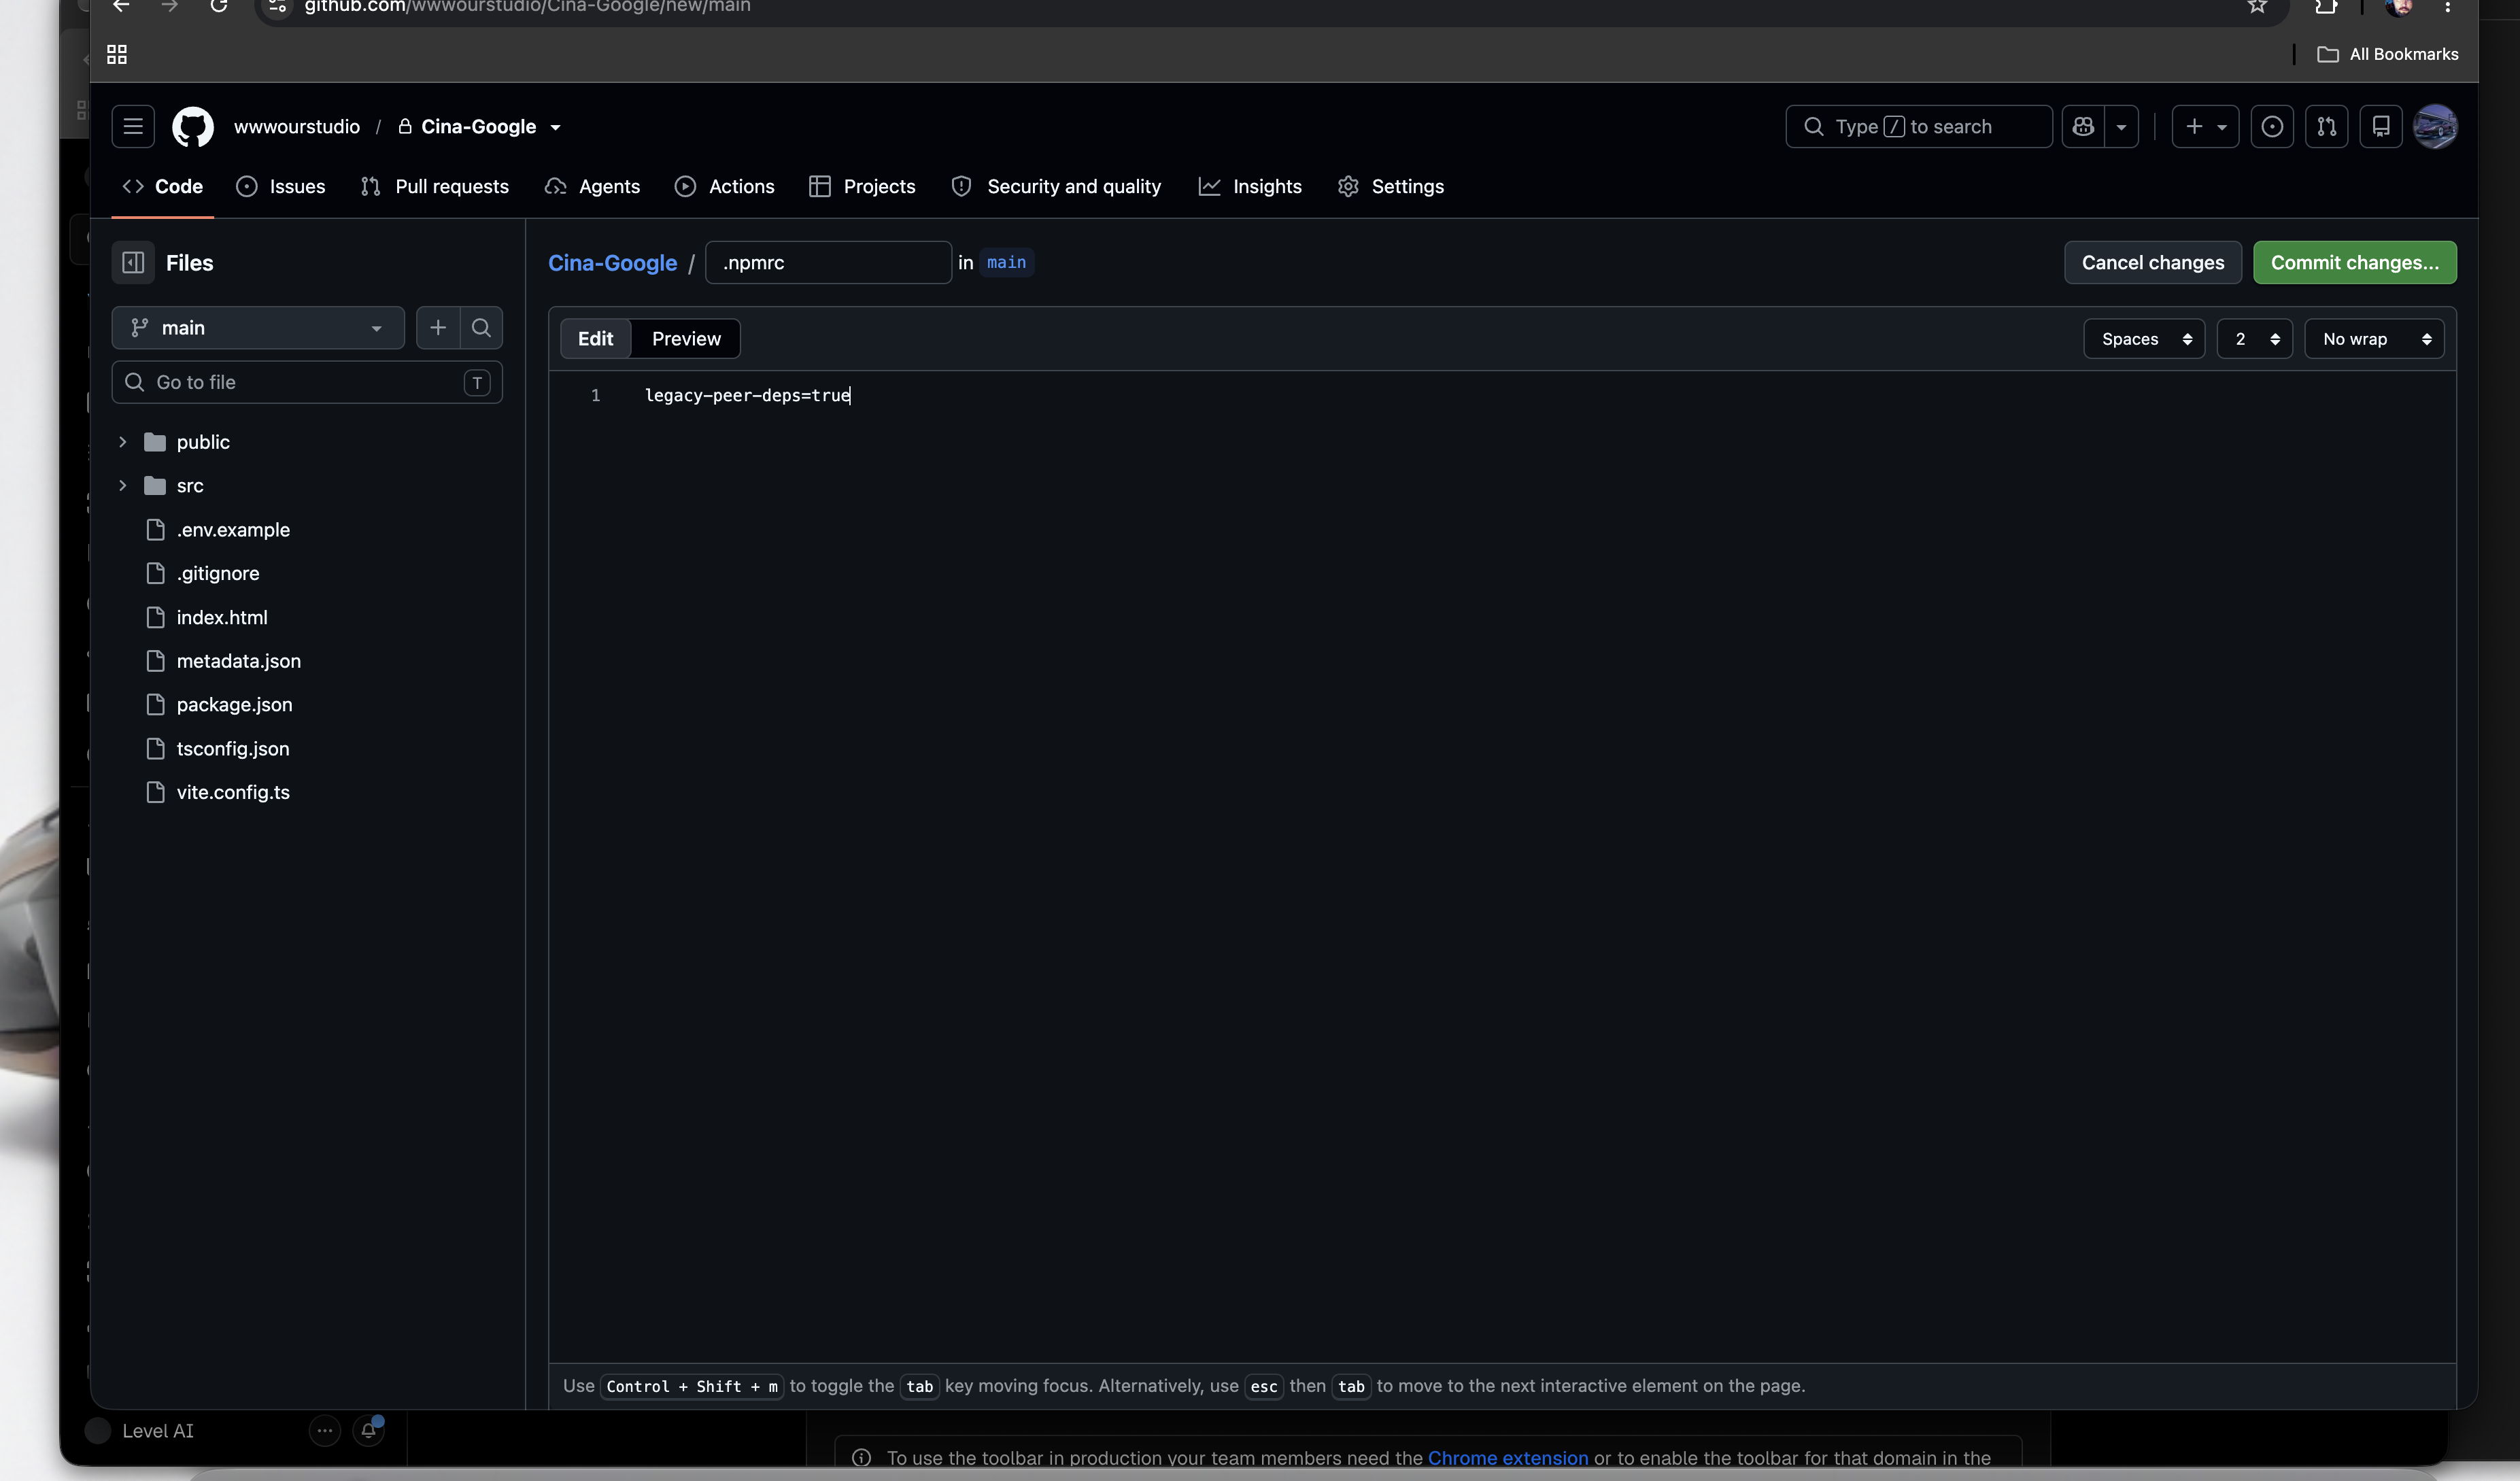 github.com/wwwourstudio/Cina-Google/new/main
All Bookmarks
wwwourstudio / Cina-Google
Type / to search
Code Issues Pull requests Agents Actions Projects Security and quality Insights Settings
Files
Cina-Google / .npmrc in main
Cancel changes Commit changes...
main
Edit Preview
Spaces 2 No wrap
Go to file T
1 legacy-peer-deps=true
public
src
.env.example
.gitignore
index.html
metadata.json
package.json
tsconfig.json
vite.config.ts
Use Control + Shift + m to toggle the tab key moving focus. Alternatively, use esc then tab to move to the next interactive element on the page.
Level AI
To use the toolbar in production your team members need the Chrome extension or to enable the toolbar for that domain in the